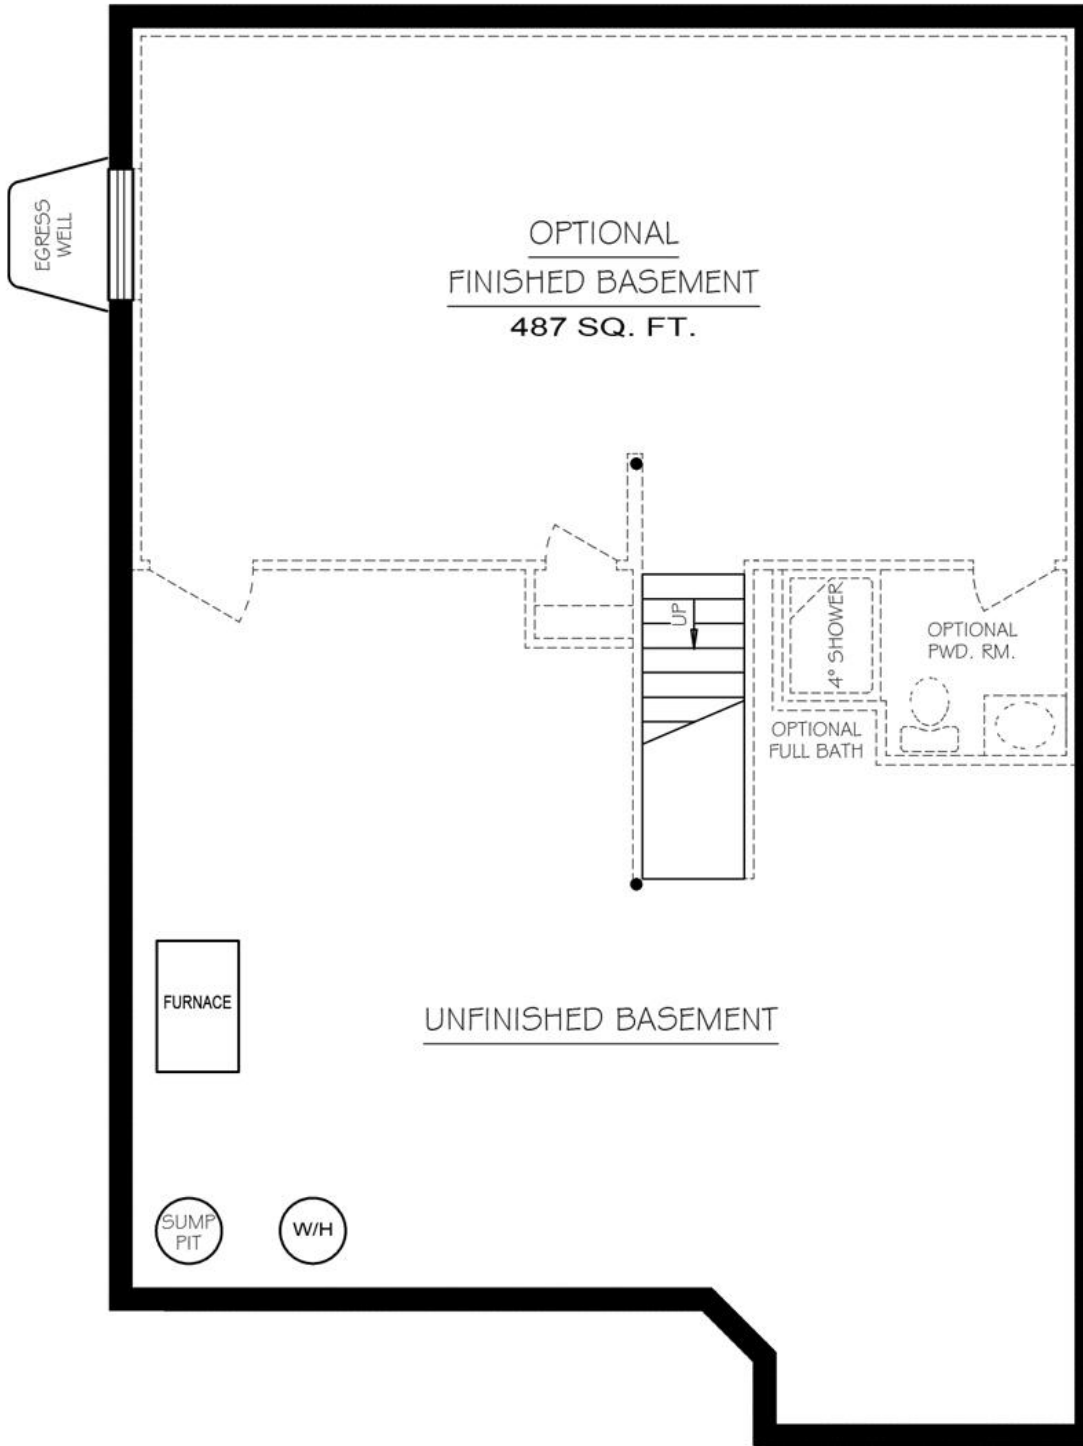 EGRESS
WELL
OPTIONAL
FINISHED BASEMENT
487 SQ. FT.
UP
4° SHOWER
OPTIONAL
PWD. RM.
OPTIONAL
FULL BATH
FURNACE
UNFINISHED BASEMENT
SUMP
PIT
W/H